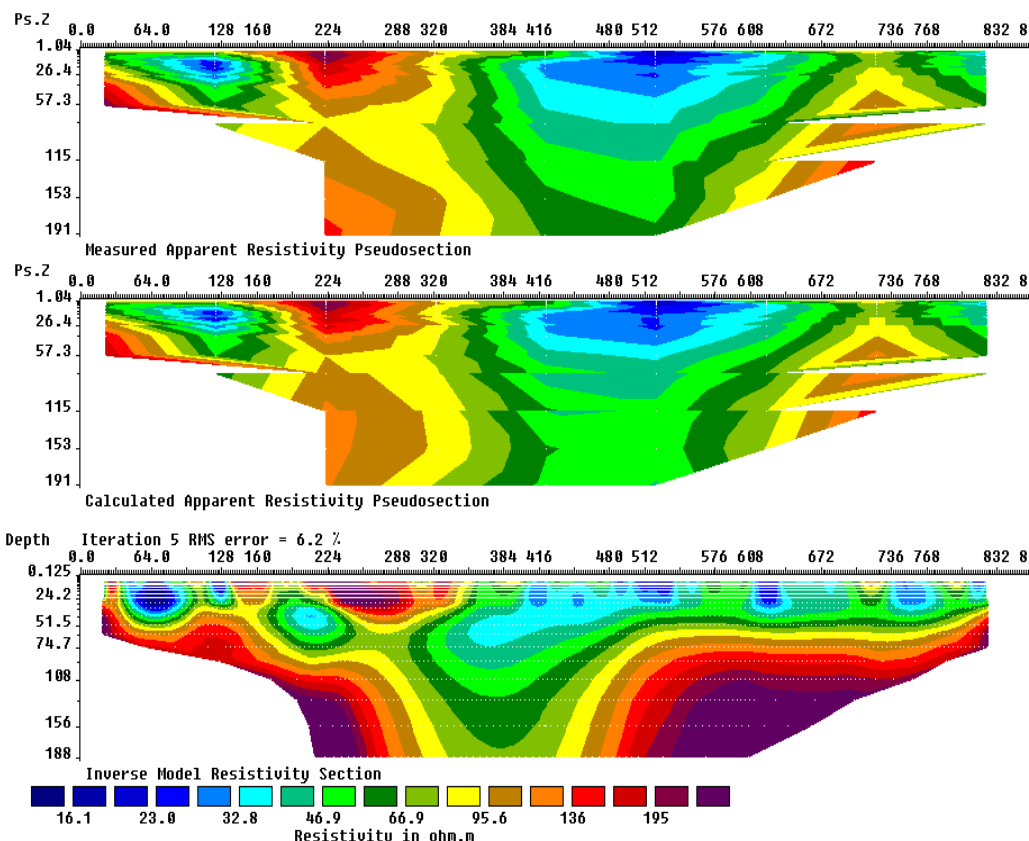 Ps.Z
0.0 64.0 128 160 224 288 320 384 416 480 512 576 608 672 736 768 832 8
1.04
26.4
57.3
115
153
191
Measured Apparent Resistivity Pseudosection
Ps.Z
0.0 64.0 128 160 224 288 320 384 416 480 512 576 608 672 736 768 832 8
1.04
26.4
57.3
115
153
191
Calculated Apparent Resistivity Pseudosection
Depth Iteration 5 RMS error = 6.2 %
0.0 64.0 128 160 224 288 320 384 416 480 512 576 608 672 736 768 832 8
0.125
24.2
51.5
74.7
108
156
188
Inverse Model Resistivity Section
16.1 23.0 32.8 46.9 66.9 95.6 136 195
Resistivity in ohm.m